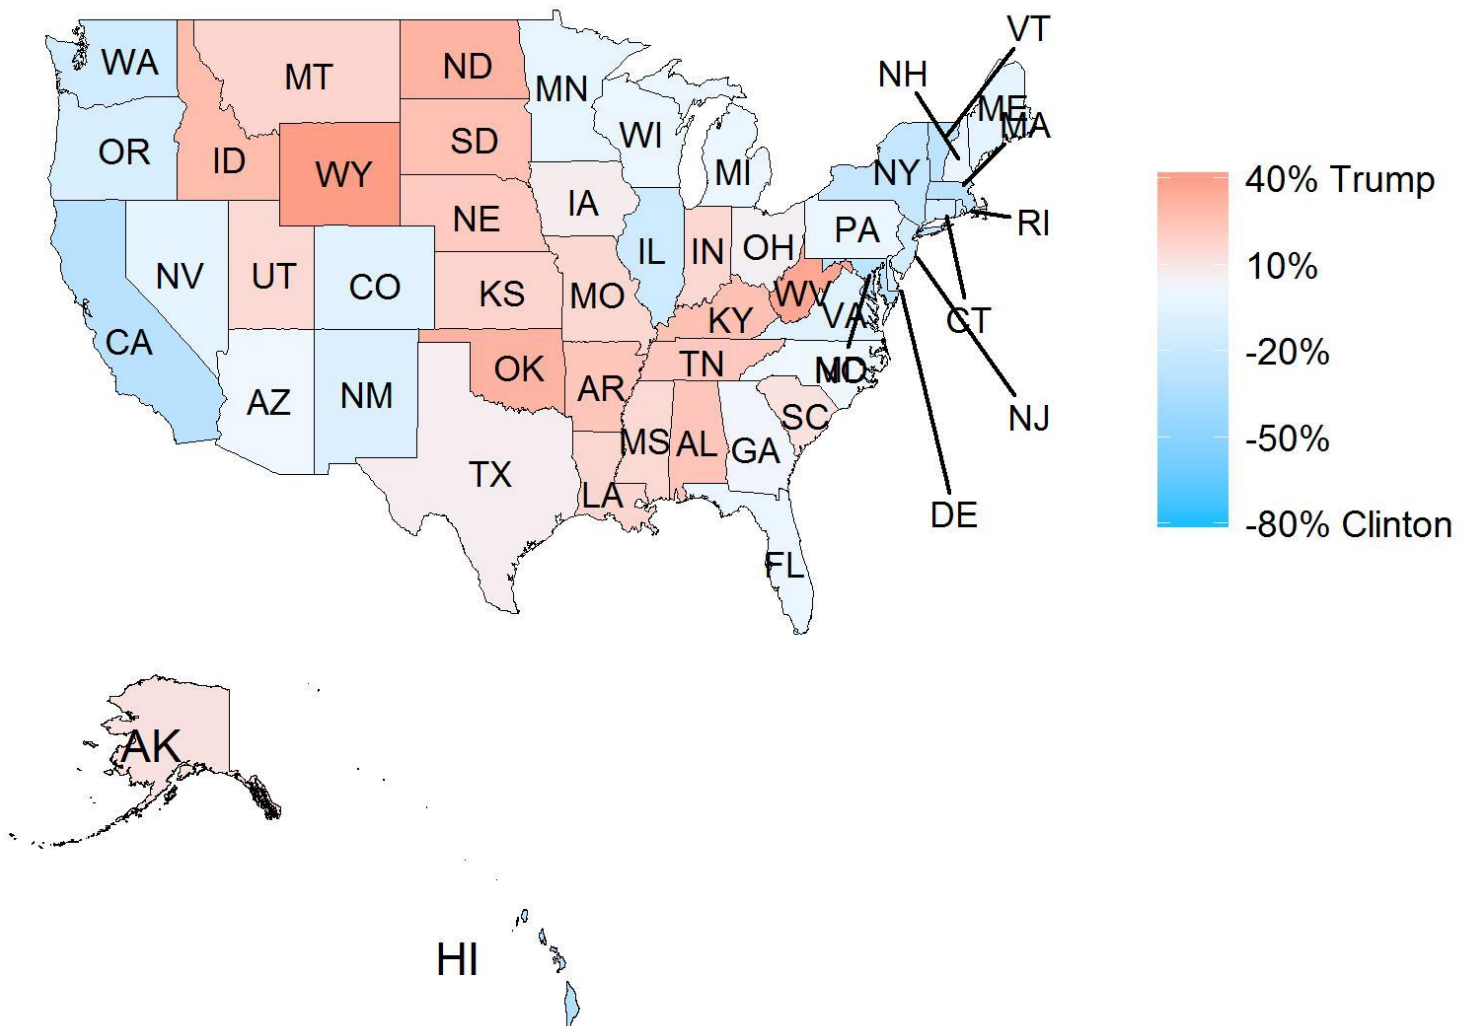 VT
WA
MT
ND
NH
MN
ME
WI
MA
OR
ID
SD
WY
MI
NY
40% Trump
NE
IA
RI
PA
UT
NV
CO
KS
MO
IL
IN
OH
10%
WV
KY
VA
CT
CA
-20%
AZ
NM
OK
AR
TN
MD
NC
SC
NJ
TX
LA
MS
AL
GA
-50%
DE
-80% Clinton
FL
AK
HI